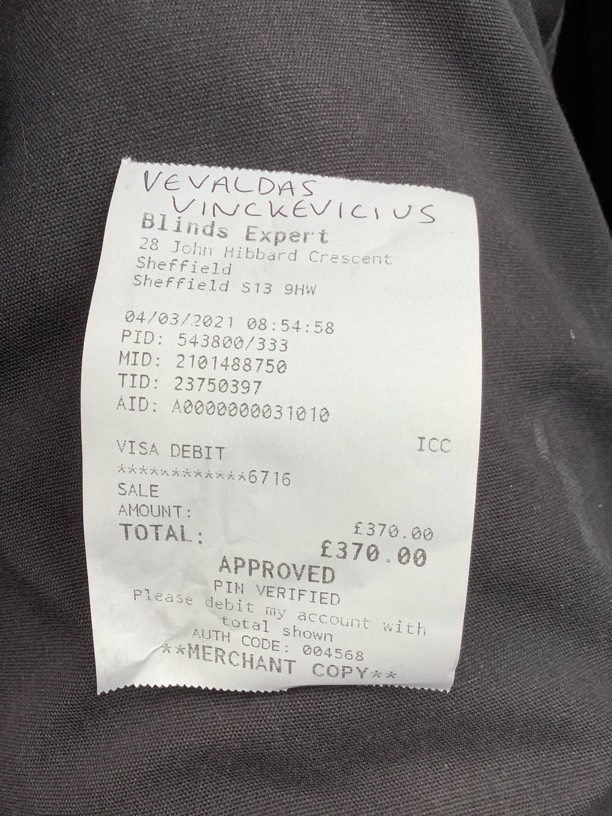 VEVALDAS
VINCKEVICIUS
Blinds Expert
28 John Hibbard Crescent
Sheffield
Sheffield S13 9HW
04/03/2021 08:54:58
PID: 543800/333
MID: 2101488750
TID: 23750397
AID: A0000000031010
VISA DEBIT ICC
************6716
SALE
AMOUNT: £370.00
TOTAL: £370.00
APPROVED
PIN VERIFIED
Please debit my account with
total shown
AUTH CODE: 004568
**MERCHANT COPY**